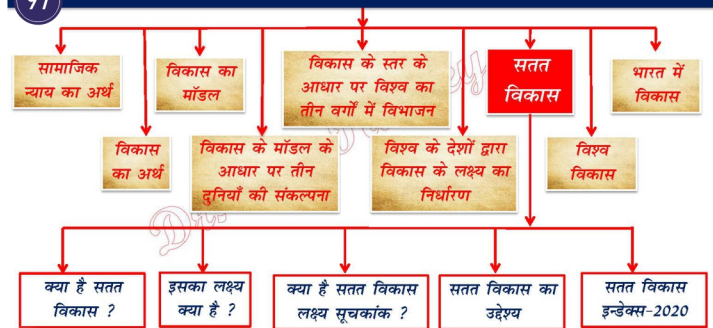 97
सामाजिक
न्याय का अर्थ
विकास का
मॉडल
विकास के स्तर के
आधार पर विश्व का
तीन वर्गों में विभाजन
सतत
विकास
भारत में
विकास
विकास
का अर्थ
विकास के मॉडल के
आधार पर तीन
दुनियाँ की संकल्पना
विश्व के देशों द्वारा
विकास के लक्ष्य का
निर्धारण
विश्व
विकास
क्या है सतत
विकास ?
इसका लक्ष्य
क्या है ?
क्या है सतत विकास
लक्ष्य सूचकांक ?
सतत विकास का
उद्देश्य
सतत विकास
इन्डेक्स-2020